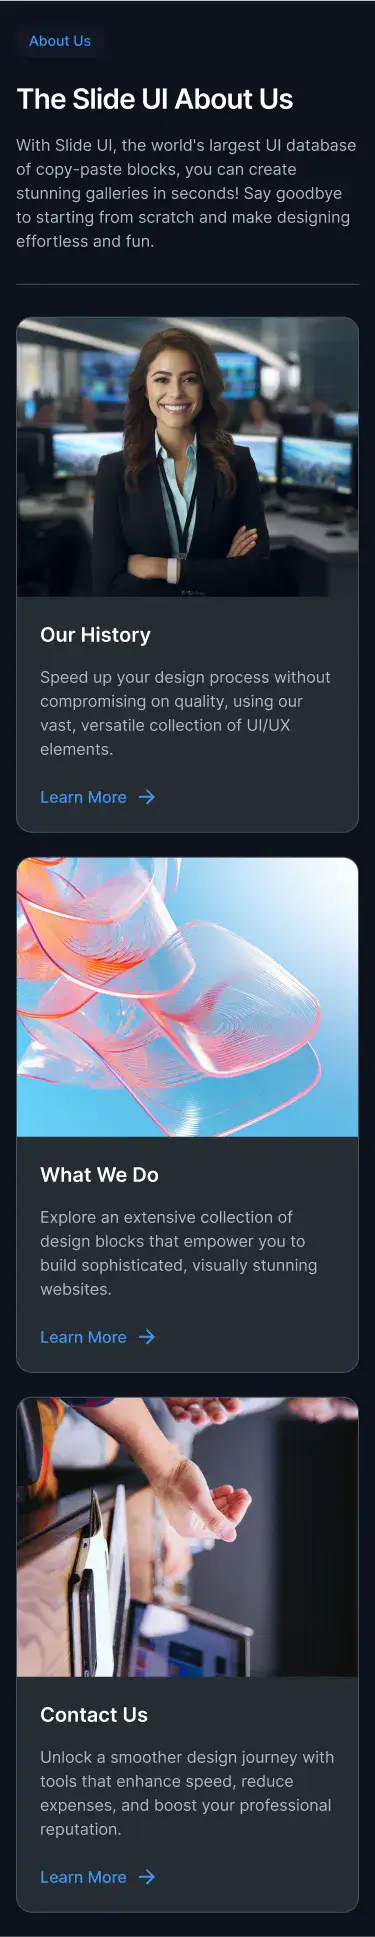 About Us
The Slide UI About Us
With Slide UI, the world's largest UI database
of copy-paste blocks, you can create
stunning galleries in seconds! Say goodbye
to starting from scratch and make designing
effortless and fun.
Our History
Speed up your design process without
compromising on quality, using our
vast, versatile collection of UI/UX
elements.
Learn More
What We Do
Explore an extensive collection of
design blocks that empower you to
build sophisticated, visually stunning
websites.
Learn More
Contact Us
Unlock a smoother design journey with
tools that enhance speed, reduce
expenses, and boost your professional
reputation.
Learn More